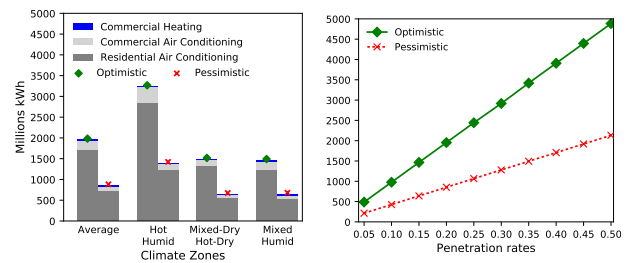 Millions kWh
5000
4500
4000
3500
3000
2500
2000
1500
1000
500
0
Commercial Heating
Commercial Air Conditioning
Residential Air Conditioning
Optimistic Pessimistic
Average
Hot Humid
Mixed-Dry Hot-Dry
Mixed Humid
Climate Zones
5000
4500
4000
3500
3000
2500
2000
1500
1000
500
0
Optimistic
Pessimistic
0.05 0.10 0.15 0.20 0.25 0.30 0.35 0.40 0.45 0.50
Penetration rates